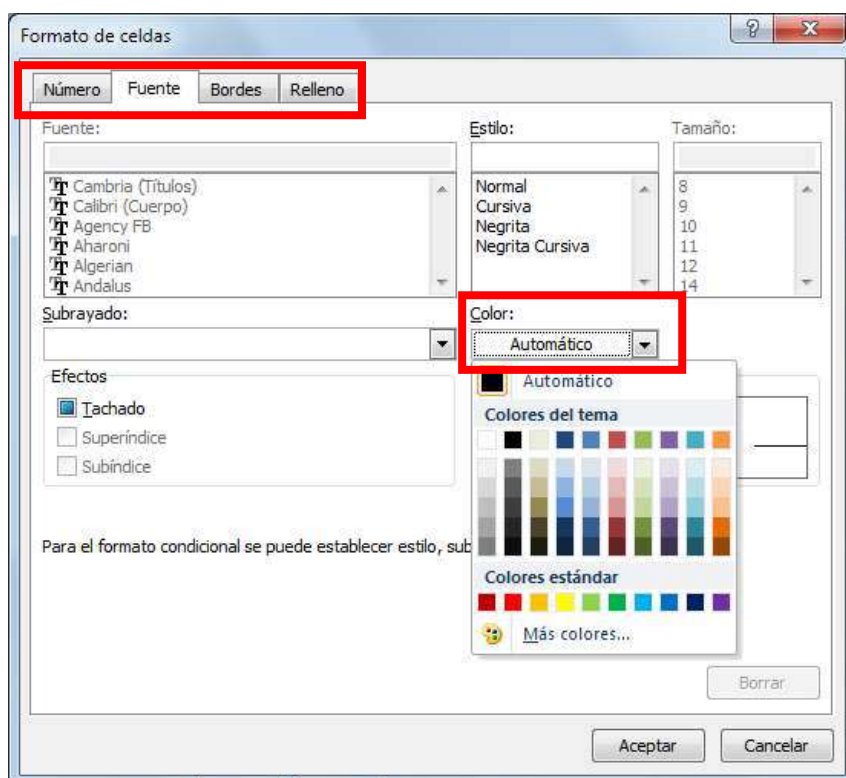 Formato de celdas
Número Fuente Bordes Relleno
Fuente: Estilo: Tamaño:
Cambria (Títulos) Normal 8
Calibri (Cuerpo) Cursiva 9
Agency FB Negrita 10
Aharoni Negrita Cursiva 11
Algerian 12
Andalus 14
Subrayado: Color:
Automático
Efectos Automático
Tachado Colores del tema
Superíndice
Subíndice
Para el formato condicional se puede establecer estilo, sub
Colores estándar
Más colores...
Borrar
Aceptar Cancelar